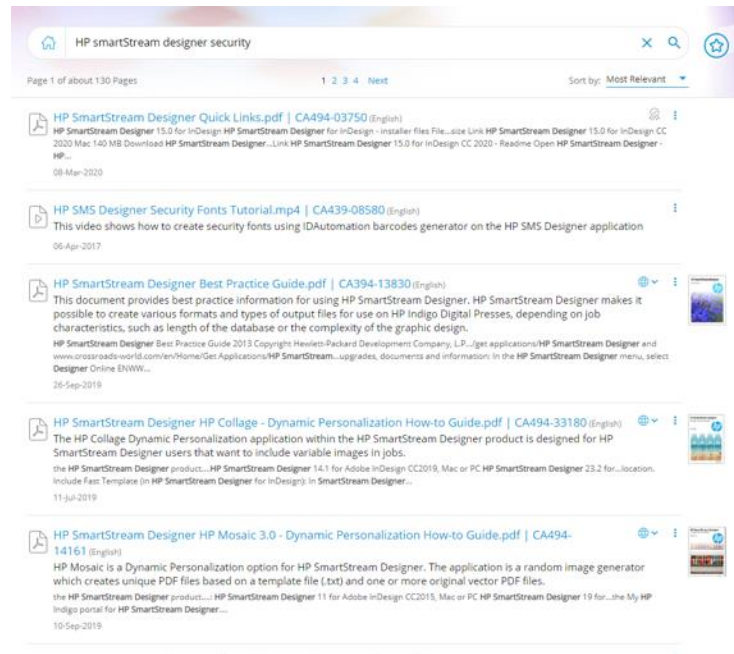 HP smartStream designer security
Page 1 of about 130 Pages
1 2 3 4 Next
Sort by: Most Relevant
HP SmartStream Designer Quick Links.pdf | CA494-03750 (English)
HP SmartStream Designer 15.0 for InDesign HP SmartStream Designer for InDesign - installer files File...size Link HP SmartStream Designer 15.0 for InDesign CC
2020 Mac 140 MB Download HP SmartStream Designer...Link HP SmartStream Designer 15.0 for InDesign CC 2020 - Readme Open HP SmartStream Designer -
HP...
08-Mar-2020
HP SMS Designer Security Fonts Tutorial.mp4 | CA439-08580 (English)
This video shows how to create security fonts using IDAutomation barcodes generator on the HP SMS Designer application
06-Apr-2017
HP SmartStream Designer Best Practice Guide.pdf | CA394-13830 (English)
This document provides best practice information for using HP SmartStream Designer. HP SmartStream Designer makes it
possible to create various formats and types of output files for use on HP Indigo Digital Presses, depending on job
characteristics, such as length of the database or the complexity of the graphic design.
HP SmartStream Designer Best Practice Guide 2013 Copyright Hewlett-Packard Development Company, L.P.../get applications/HP SmartStream Designer and
www.crossroads-world.com/en/Home/Get Applications/HP SmartStream...upgrades, documents and information: In the HP SmartStream Designer menu, select
Designer Online ENWW...
26-Sep-2019
HP SmartStream Designer HP Collage - Dynamic Personalization How-to Guide.pdf | CA494-33180 (English)
The HP Collage Dynamic Personalization application within the HP SmartStream Designer product is designed for HP
SmartStream Designer users that want to include variable images in jobs.
the HP SmartStream Designer product....HP SmartStream Designer 14.1 for Adobe InDesign CC2019, Mac or PC HP SmartStream Designer 23.2 for...location.
Include Fast Template (in HP SmartStream Designer for InDesign): In SmartStream Designer...
11-Jul-2019
HP SmartStream Designer HP Mosaic 3.0 - Dynamic Personalization How-to Guide.pdf | CA494-
14161 (English)
HP Mosaic is a Dynamic Personalization option for HP SmartStream Designer. The application is a random image generator
which creates unique PDF files based on a template file (.txt) and one or more original vector PDF files.
the HP SmartStream Designer product...: HP SmartStream Designer 11 for Adobe InDesign CC2015, Mac or PC HP SmartStream Designer 19 for...the My HP
Indigo portal for HP SmartStream Designer....
10-Sep-2019